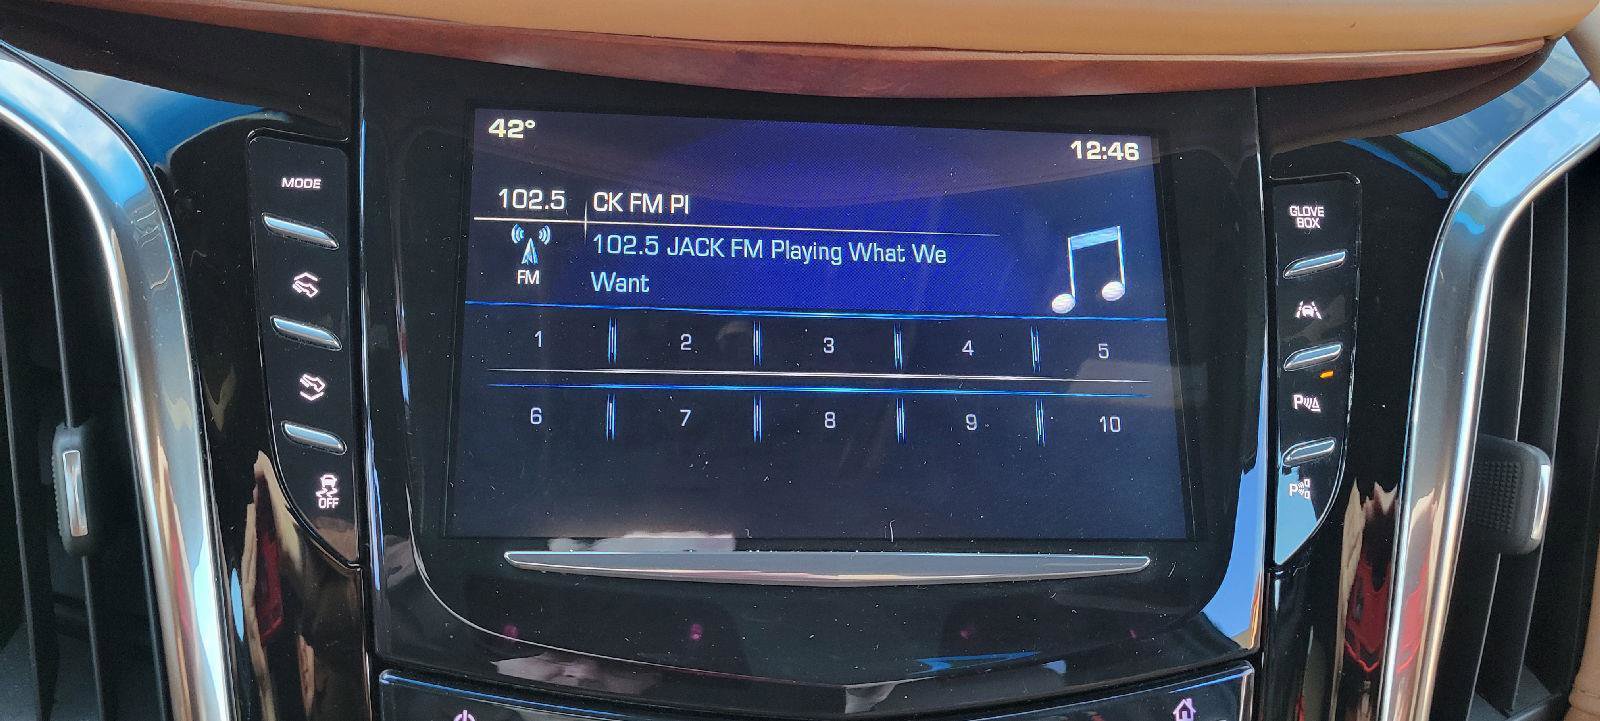 42°
12:46
102.5 CK FM PI
FM
102.5 JACK FM Playing What We
Want
1 2 3 4 5
6 7 8 9 10
MODE
OFF
GLOVE
BOX
P
P